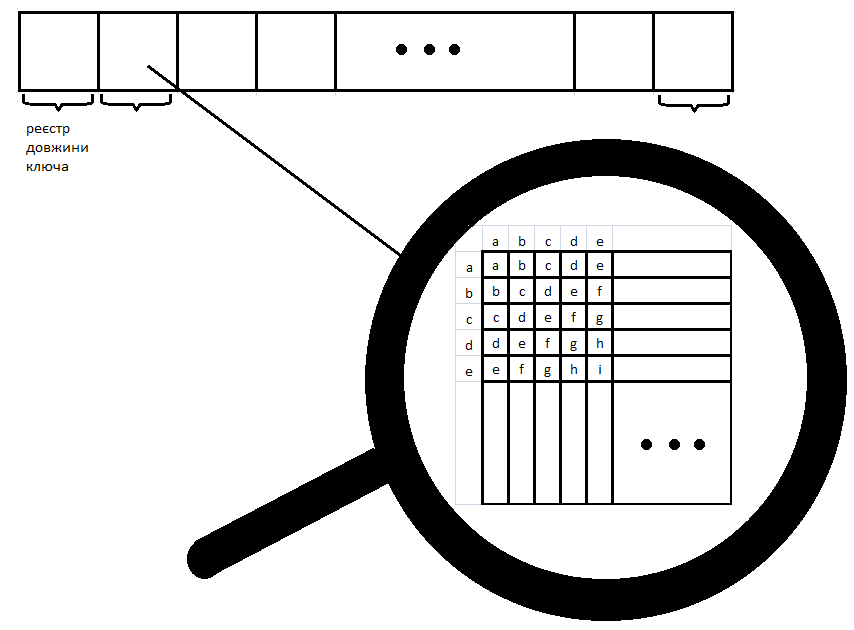 реєстр
довжини
ключа
a b c d e
a a b c d e
b b c d e f
c c d e f g
d d e f g h
e e f g h i